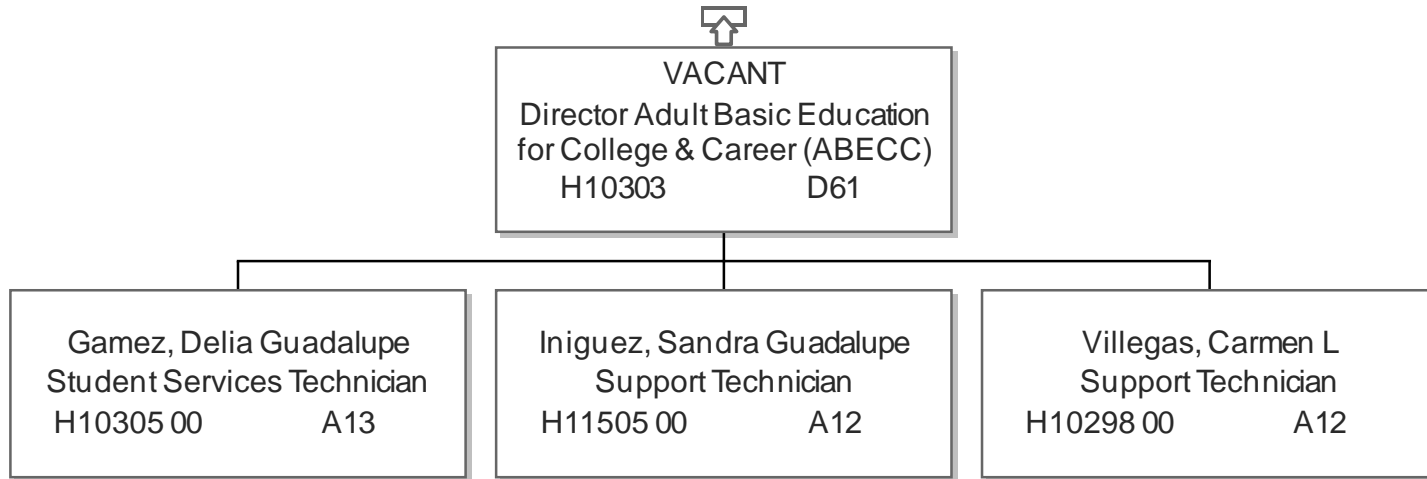 VACANT
Director Adult Basic Education
for College & Career (ABECC)
H10303 D61
Gamez, Delia Guadalupe
Student Services Technician
H10305 00 A13
Iniguez, Sandra Guadalupe
Support Technician
H11505 00 A12
Villegas, Carmen L
Support Technician
H10298 00 A12